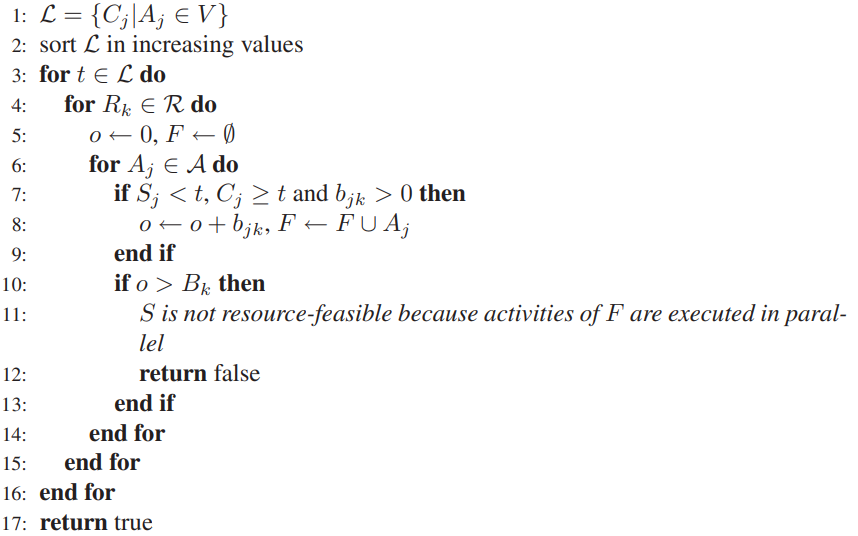 1: ℒ = {C_j|A_j ∈ V}
2: sort ℒ in increasing values
3: for t ∈ ℒ do
4: for R_k ∈ ℛ do
5: o ← 0, F ← ∅
6: for A_j ∈ 𝒜 do
7: if S_j < t, C_j ≥ t and b_jk > 0 then
8: o ← o + b_jk, F ← F ∪ A_j
9: end if
10: if o > B_k then
11: S is not resource-feasible because activities of F are executed in paral-
lel
12: return false
13: end if
14: end for
15: end for
16: end for
17: return true